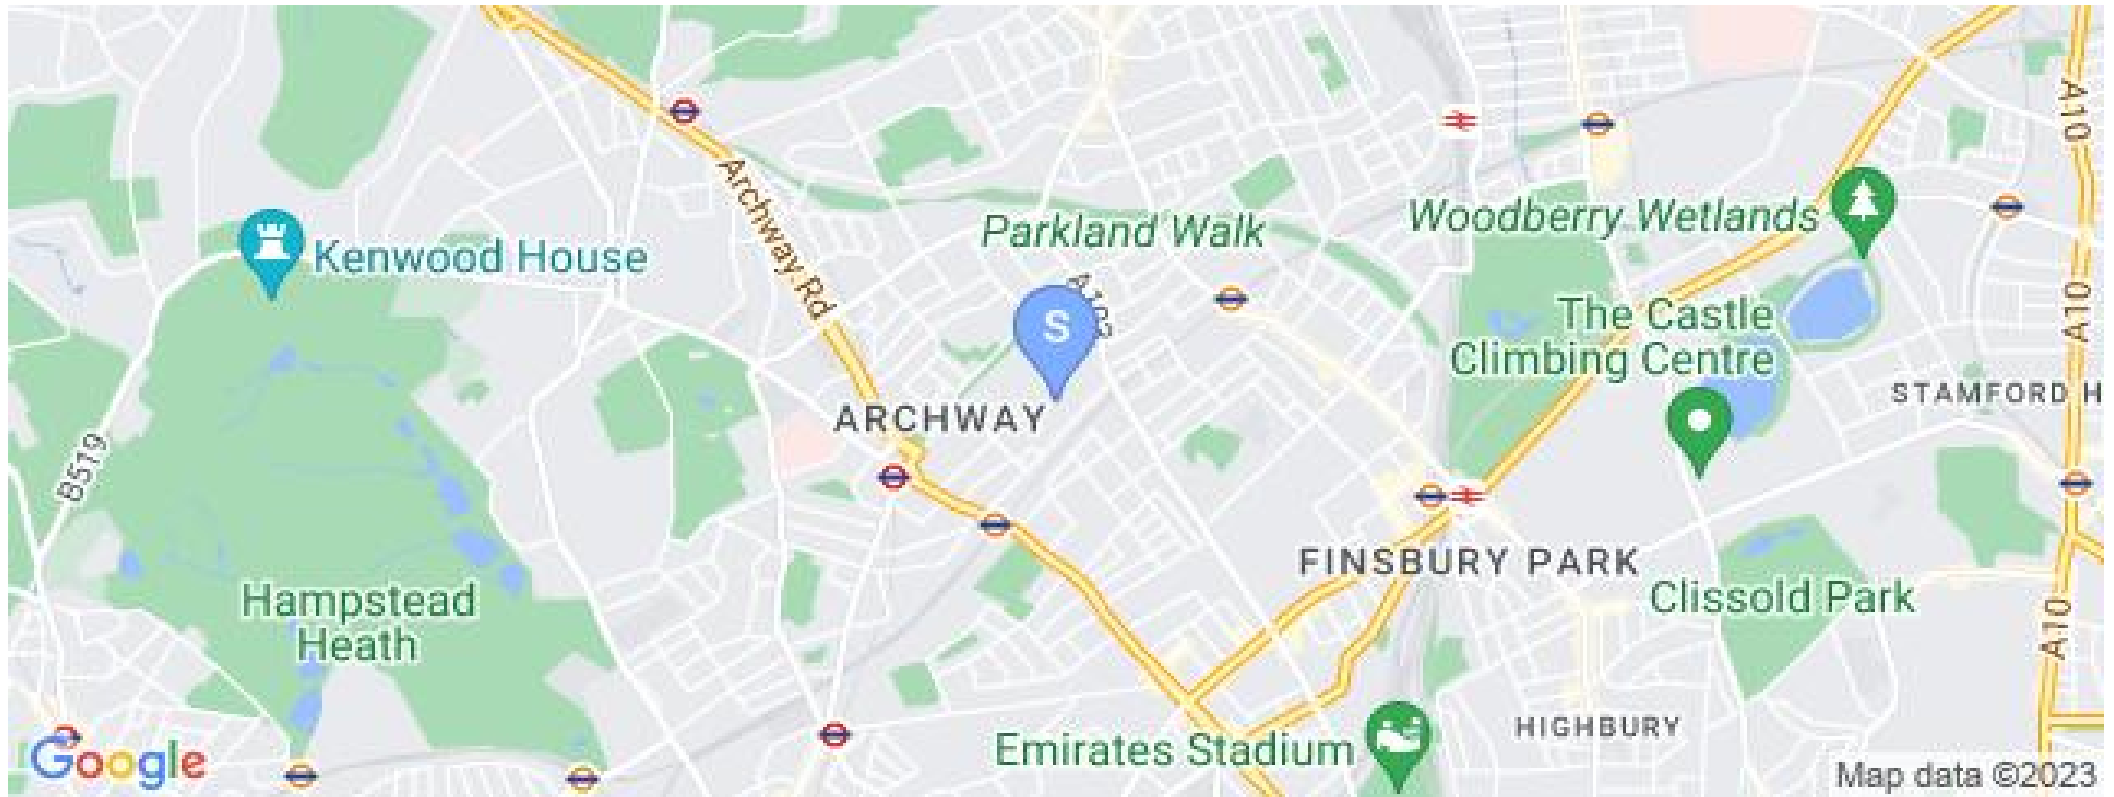 A10
Archway Rd
Parkland Walk
Woodberry Wetlands
Kenwood House
A103
S
A10
The Castle
Climbing Centre
STAMFORD H
ARCHWAY
B519
FINSBURY PARK
Hampstead
Heath
Clissold Park
A10
HIGHBURY
Emirates Stadium
Google
Map data ©2023